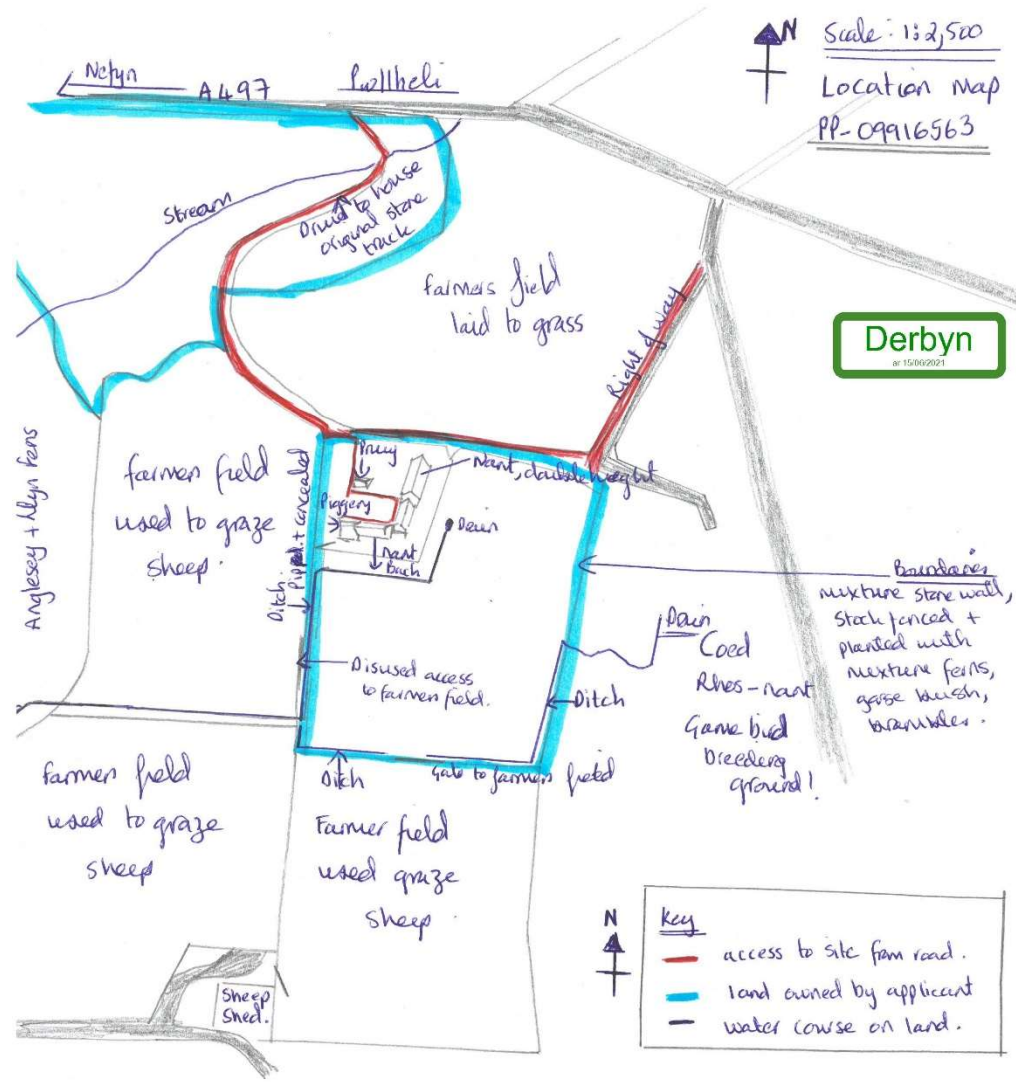 Nefyn
A497
Pwllheli
N
Scale: 1:2,500
Location Map
PP-09916563
Stream
Drive to house
original stone
track
farmers field
laid to grass
Right of way
Derbyn
ar 15/06/2021
Anglesey + Llyn fens
farmer field
used to graze
sheep.
Ditch.
Piped + concealed
Privy
Piggery
Nant, double height
Nant
Bach
Drain
Disused access
to farmer field.
Boundaries
mixture stone wall,
stock fenced +
planted with
mixture ferns,
gorse bush,
brambles.
Drain
Coed
Rhos-nant
Game bird
breeding
ground!
Ditch
Ditch
Gate to farmers field
farmer field
used to graze
sheep
Farmer field
used graze
sheep.
Sheep
Shed.
N
Key
access to site from road.
land owned by applicant
water course on land.